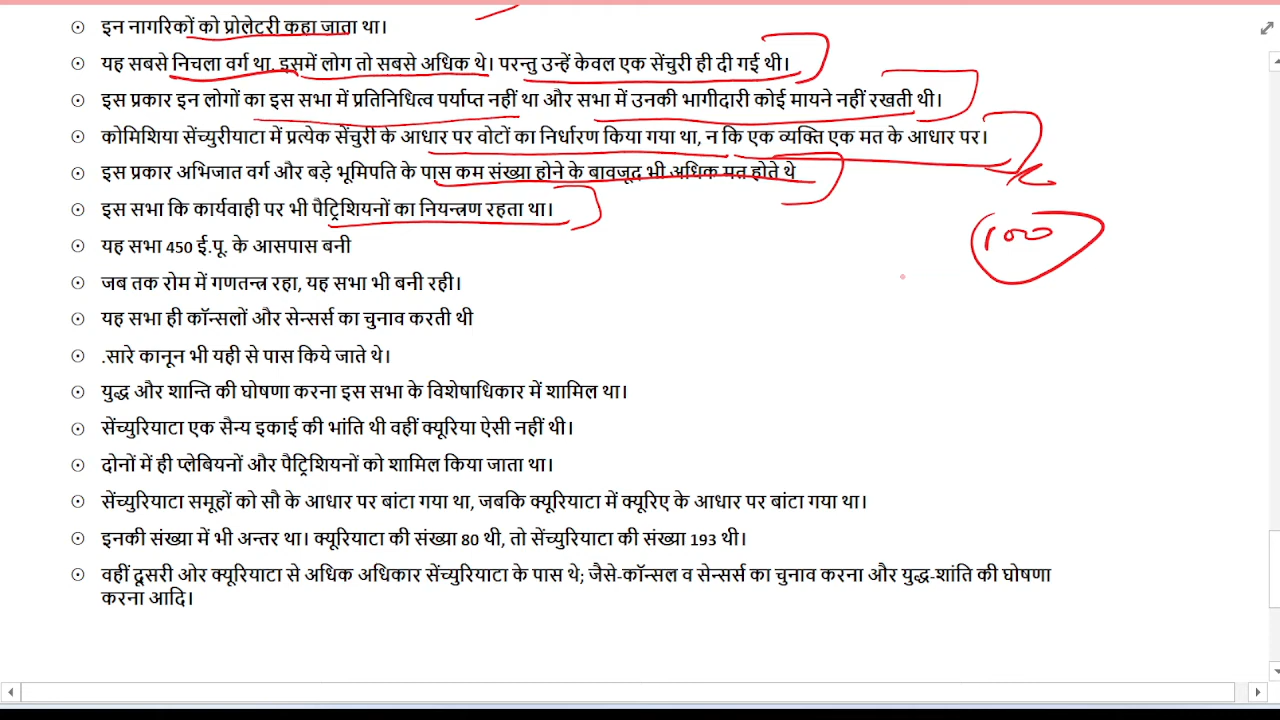 इन नागरिकों को प्रोलेटरी कहा जाता था।
यह सबसे निचला वर्ग था, इसमें लोग तो सबसे अधिक थे। परन्तु उन्हें केवल एक सेंचुरी ही दी गई थी।
इस प्रकार इन लोगों का इस सभा में प्रतिनिधित्व पर्याप्त नहीं था और सभा में उनकी भागीदारी कोई मायने नहीं रखती थी।
कोमिशिया सेंच्युरीयाटा में प्रत्येक सेंचुरी के आधार पर वोटों का निर्धारण किया गया था, न कि एक व्यक्ति एक मत के आधार पर।
इस प्रकार अभिजात वर्ग और बड़े भूमिपति के पास कम संख्या होने के बावजूद भी अधिक मत होते थे
इस सभा कि कार्यवाही पर भी पैट्रिशियनों का नियन्त्रण रहता था।
100
यह सभा 450 ई.पू. के आसपास बनी
जब तक रोम में गणतन्त्र रहा, यह सभा भी बनी रही।
यह सभा ही कॉन्सलों और सेन्सर्स का चुनाव करती थी
.सारे कानून भी यही से पास किये जाते थे।
युद्ध और शान्ति की घोषणा करना इस सभा के विशेषाधिकार में शामिल था।
सेंच्युरियाटा एक सैन्य इकाई की भांति थी वहीं क्यूरिया ऐसी नहीं थी।
दोनों में ही प्लेबियनों और पैट्रिशियनों को शामिल किया जाता था।
सेंच्युरियाटा समूहों को सौ के आधार पर बांटा गया था, जबकि क्यूरियाटा में क्यूरिए के आधार पर बांटा गया था।
इनकी संख्या में भी अन्तर था। क्यूरियाटा की संख्या 80 थी, तो सेंच्युरियाटा की संख्या 193 थी।
वहीं दूसरी ओर क्यूरियाटा से अधिक अधिकार सेंच्युरियाटा के पास थे; जैसे-कॉन्सल व सेन्सर्स का चुनाव करना और युद्ध-शांति की घोषणा
करना आदि।